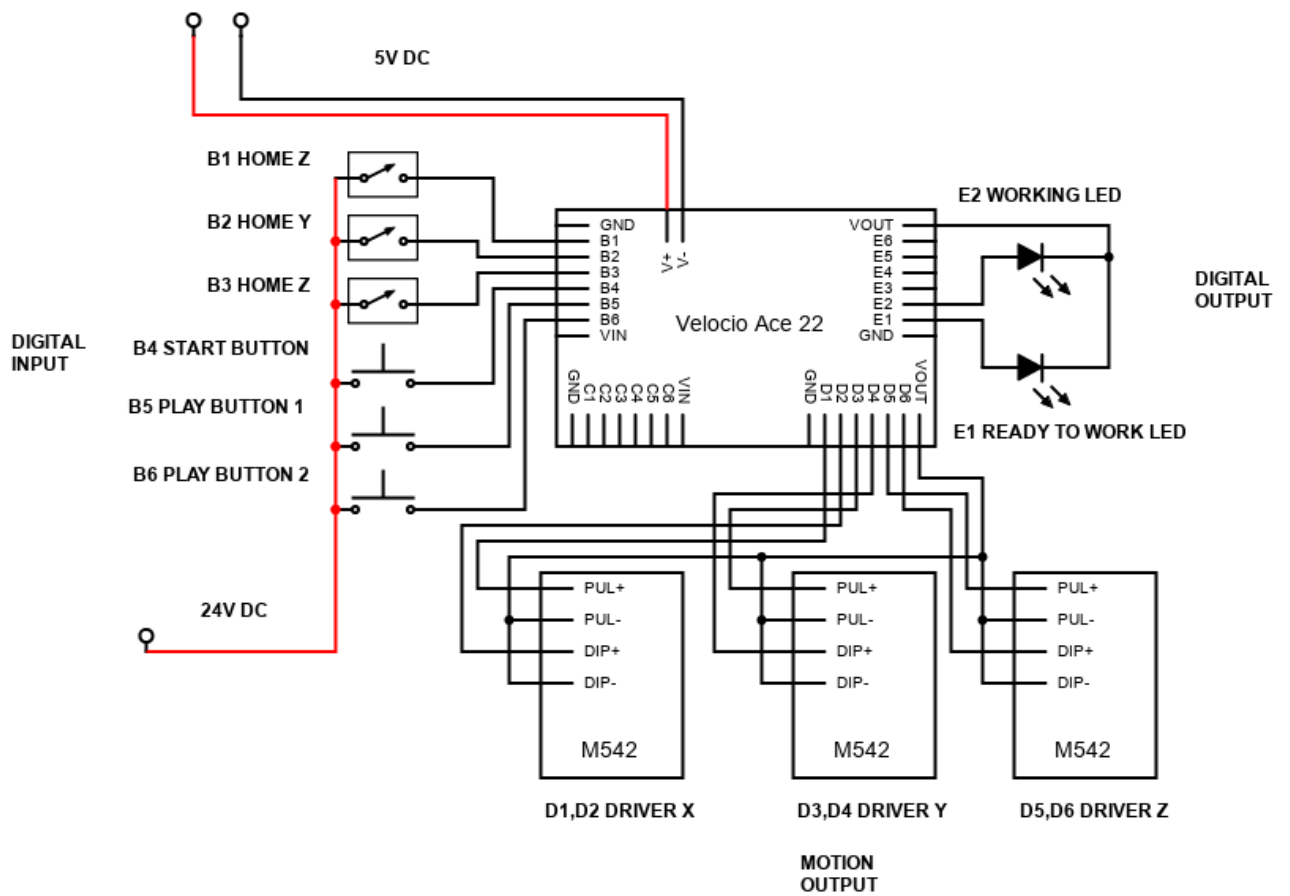 5V DC
B1 HOME Z
B2 HOME Y
B3 HOME Z
DIGITAL
INPUT
B4 START BUTTON
B5 PLAY BUTTON 1
B6 PLAY BUTTON 2
24V DC
GND
B1
B2
B3
B4
B5
B6
VIN
V+
V-
Velocio Ace 22
VOUT
E6
E5
E4
E3
E2
E1
GND
E2 WORKING LED
DIGITAL
OUTPUT
E1 READY TO WORK LED
GND
C1
C2
C3
C4
C5
C6
VIN
GND
D1
D2
D3
D4
D5
D6
VOUT
PUL+
PUL-
DIP+
DIP-
M542
D1,D2 DRIVER X
PUL+
PUL-
DIP+
DIP-
M542
D3,D4 DRIVER Y
PUL+
PUL-
DIP+
DIP-
M542
D5,D6 DRIVER Z
MOTION
OUTPUT